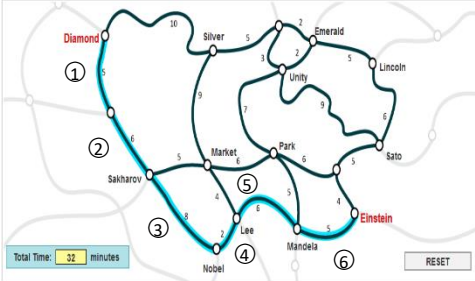 10
2
Emerald
Diamond
Silver
5
5
3
2
Lincoln
①
5
Unity
9
7
9
6
②
6
Park
Sato
Market
5
6
6
5
Sakharov
⑤
4
5
4
③
8
6
Einstein
Lee
2
5
④
Mandela
⑥
Nobel
Total Time: 32 minutes
RESET